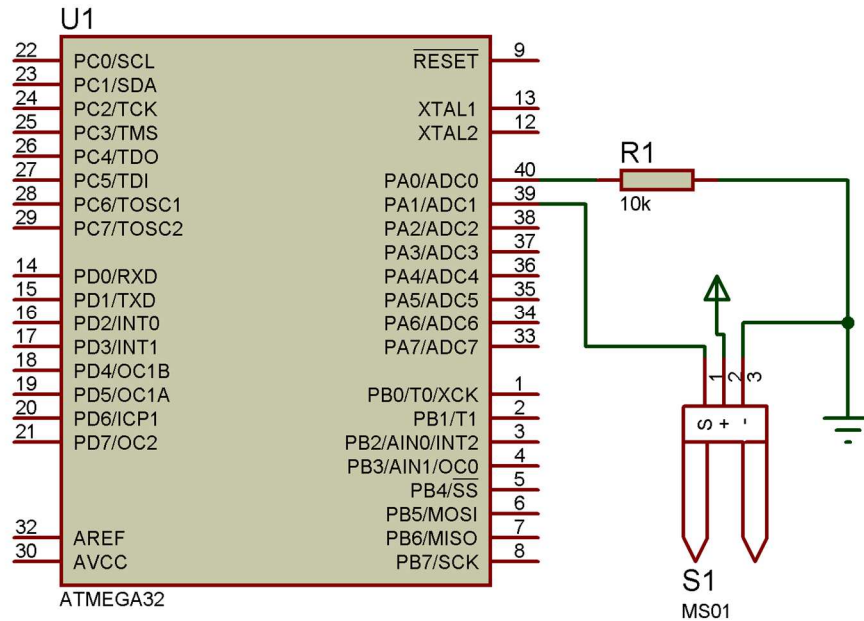 U1
22 PC0/SCL RESET 9
23 PC1/SDA
24 PC2/TCK XTAL1 13
25 PC3/TMS XTAL2 12
26 PC4/TDO
27 PC5/TDI PA0/ADC0 40 R1
28 PC6/TOSC1 PA1/ADC1 39 10k
29 PC7/TOSC2 PA2/ADC2 38
PA3/ADC3 37
14 PD0/RXD PA4/ADC4 36
15 PD1/TXD PA5/ADC5 35
16 PD2/INT0 PA6/ADC6 34
17 PD3/INT1 PA7/ADC7 33
18 PD4/OC1B
19 PD5/OC1A PB0/T0/XCK 1
20 PD6/ICP1 PB1/T1 2
21 PD7/OC2 PB2/AIN0/INT2 3
PB3/AIN1/OC0 4
PB4/SS 5
PB5/MOSI 6
32 AREF PB6/MISO 7
30 AVCC PB7/SCK 8
ATMEGA32
1 2 3
S + -
S1
MS01